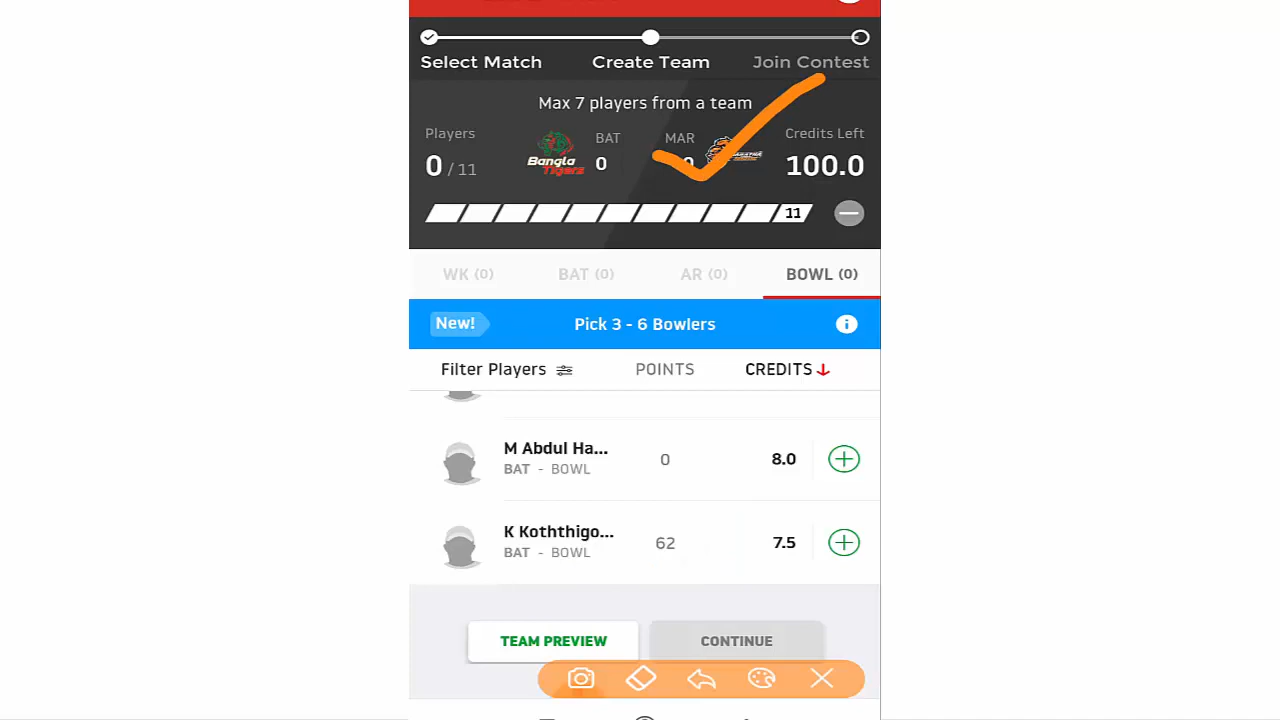 Select Match Create Team Join Contest
Max 7 players from a team
Players BAT MAR Credits Left
0 / 11 Bangla Tigers 0 100.0
11
WK (0) BAT (0) AR (0) BOWL (0)
New! Pick 3 - 6 Bowlers
Filter Players POINTS CREDITS
M Abdul Ha... 0 8.0
BAT - BOWL
K Koththigo... 62 7.5
BAT - BOWL
TEAM PREVIEW CONTINUE